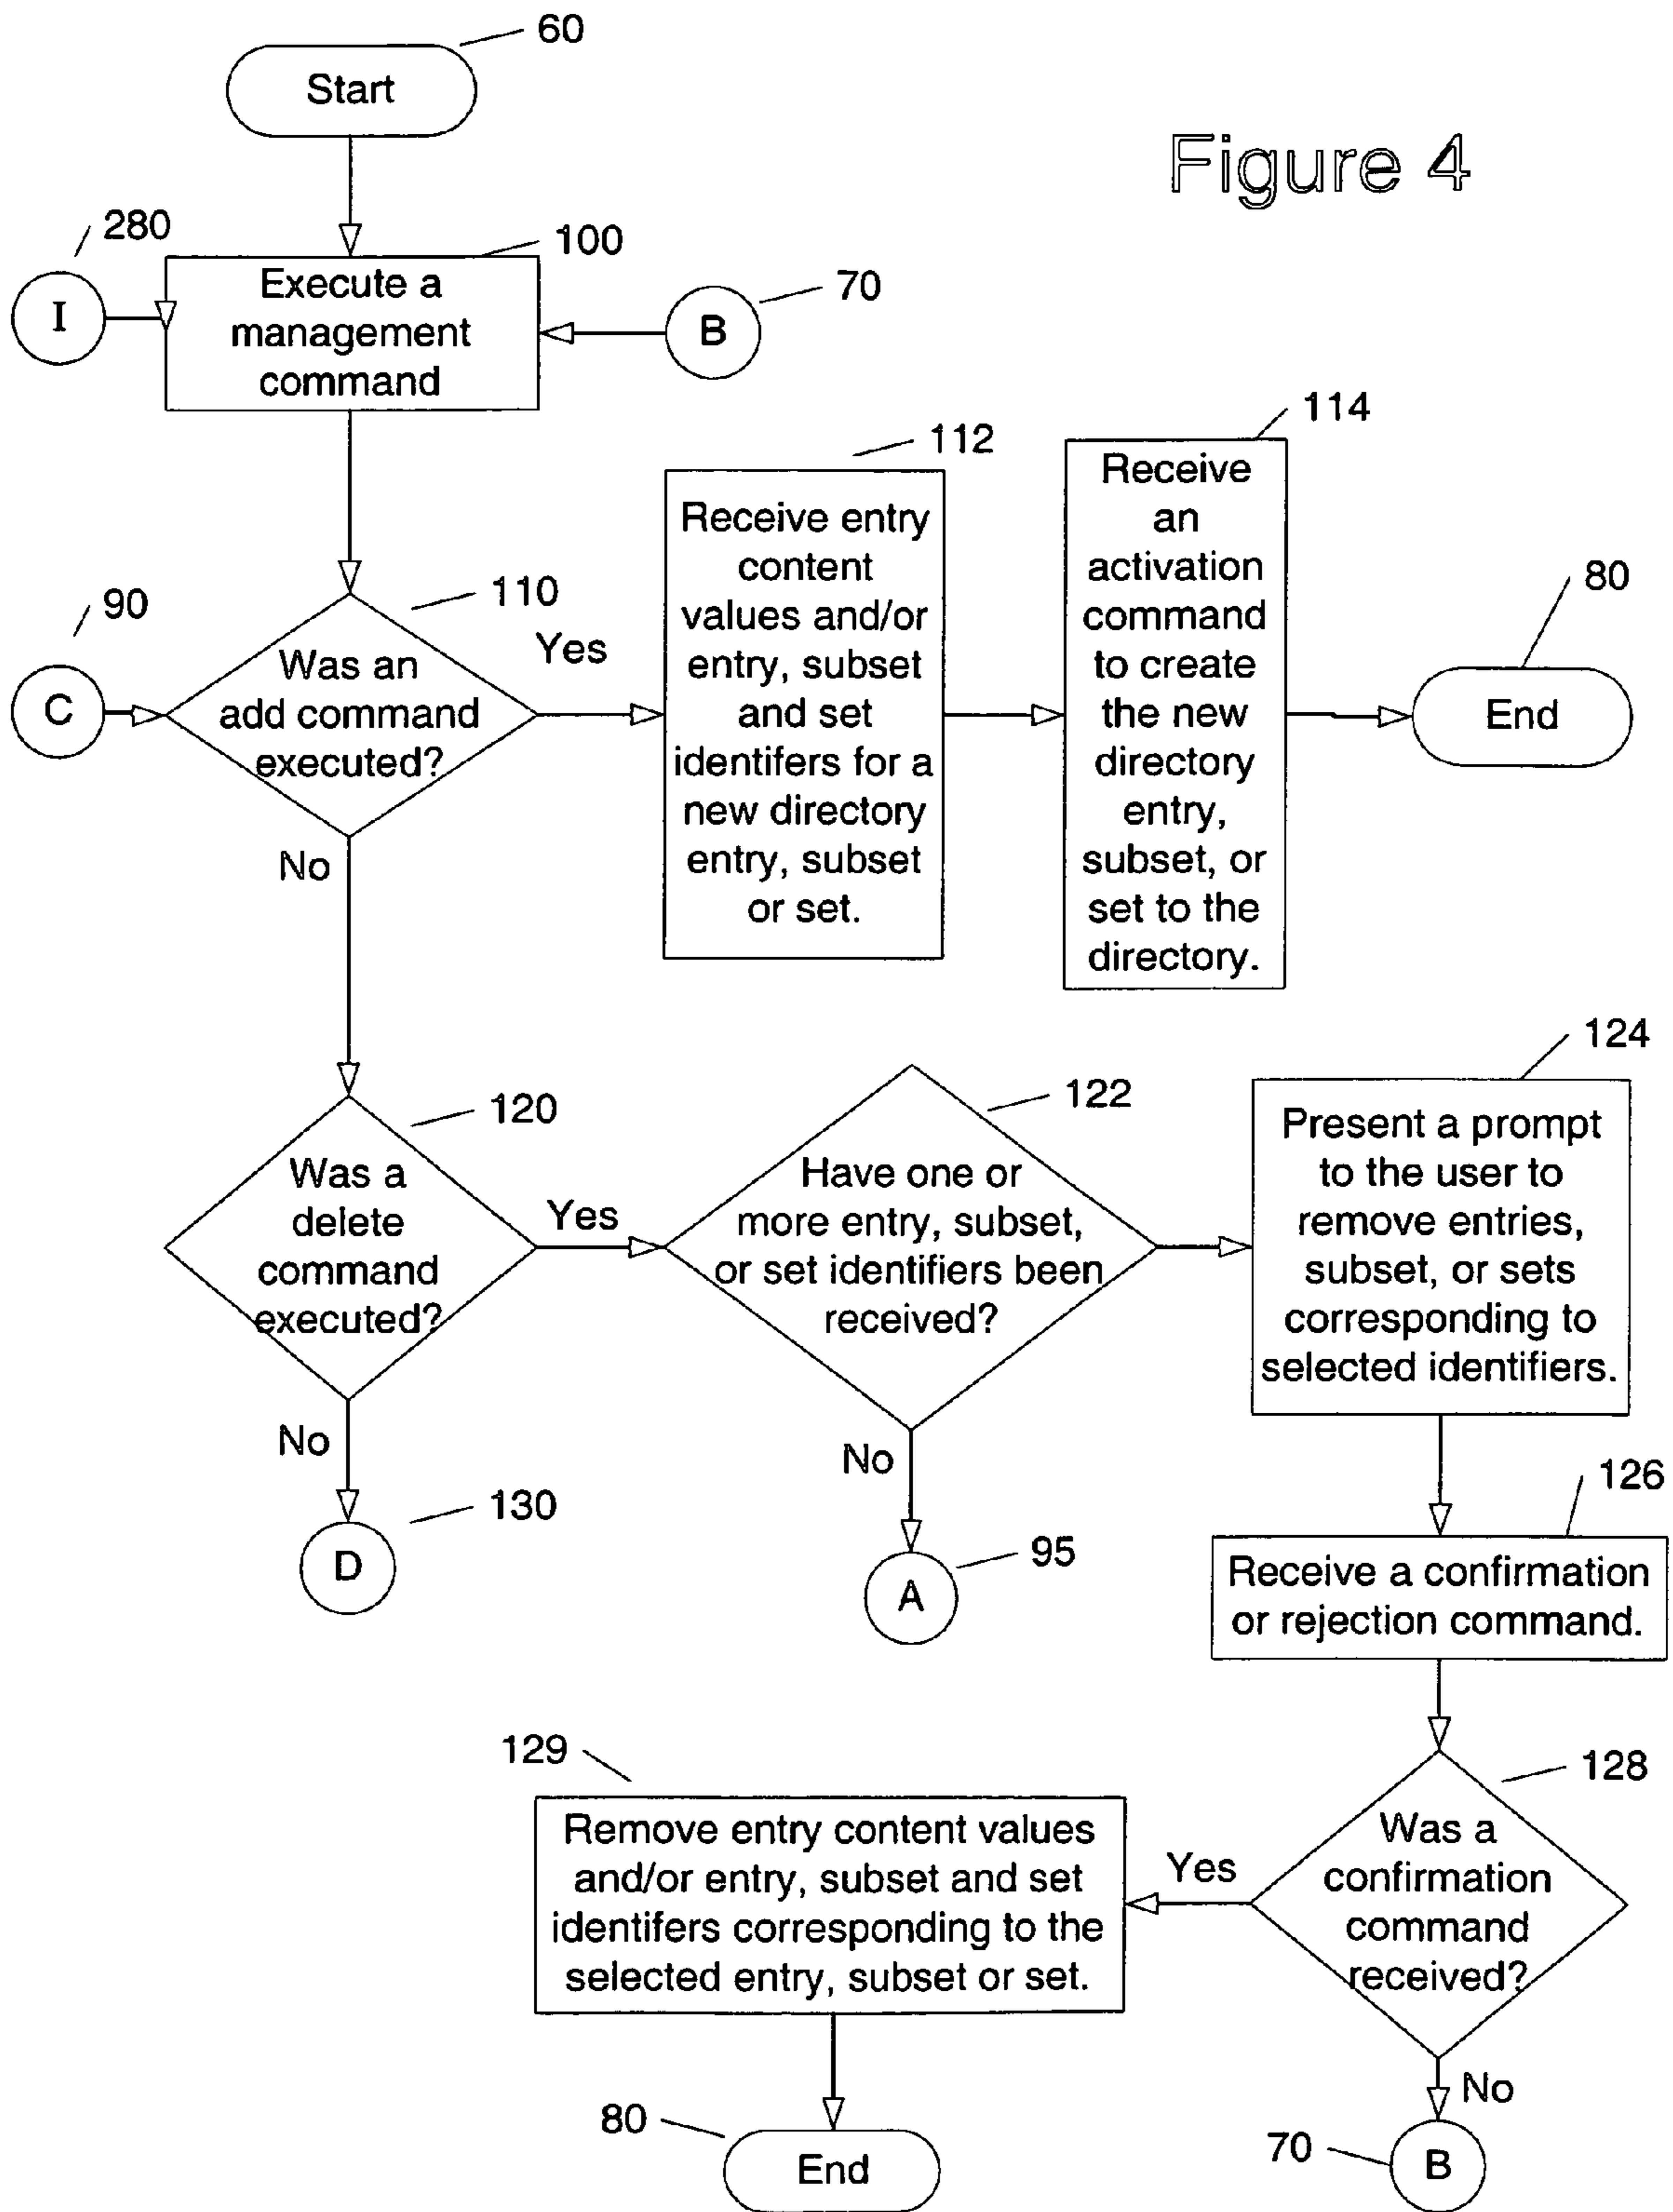 60
Start
Figure 4
280
100
I
Execute a
management
command
70
B
112
114
Receive entry
content
values and/or
entry, subset
and set
identifers for a
new directory
entry, subset
or set.
Receive
an
activation
command
to create
the new
directory
entry,
subset, or
set to the
directory.
80
End
90
110
C
Was an
add command
executed?
Yes
No
120
Was a
delete
command
executed?
Yes
No
130
D
122
Have one or
more entry, subset,
or set identifiers been
received?
No
95
A
124
Present a prompt
to the user to
remove entries,
subset, or sets
corresponding to
selected identifiers.
126
Receive a confirmation
or rejection command.
128
Was a
confirmation
command
received?
Yes
No
70
B
129
Remove entry content values
and/or entry, subset and set
identifers corresponding to the
selected entry, subset or set.
80
End